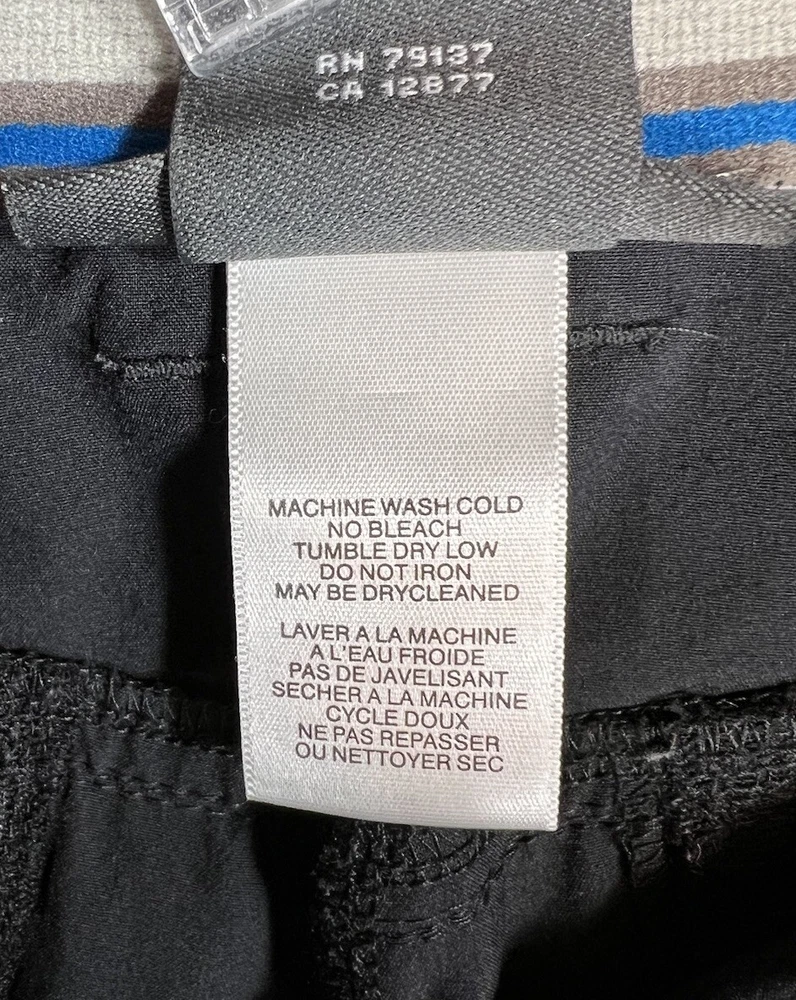 RN 79137
CA 12877
MACHINE WASH COLD
NO BLEACH
TUMBLE DRY LOW
DO NOT IRON
MAY BE DRYCLEANED
LAVER A LA MACHINE
A L'EAU FROIDE
PAS DE JAVELISANT
SECHER A LA MACHINE
CYCLE DOUX
NE PAS REPASSER
OU NETTOYER SEC